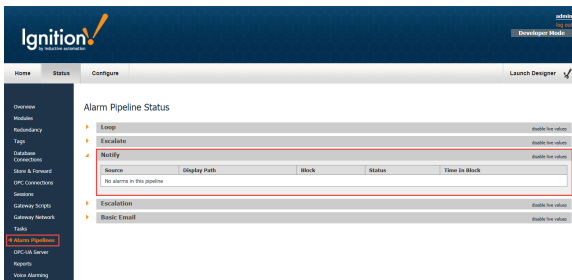 admin
log out
Developer Mode
Ignition!
by inductive automation
Home
Status
Configure
Launch Designer
Overview
Modules
Redundancy
Tags
Database
Connections
Store & Forward
OPC Connections
Sessions
Gateway Scripts
Gateway Network
Tasks
Alarm Pipelines
OPC-UA Server
Reports
Voice Alarming
Alarm Pipeline Status
Loop disable live values
Escalate disable live values
Notify disable live values
Source Display Path Block Status Time In Block
No alarms in this pipeline
Escalation disable live values
Basic Email disable live values